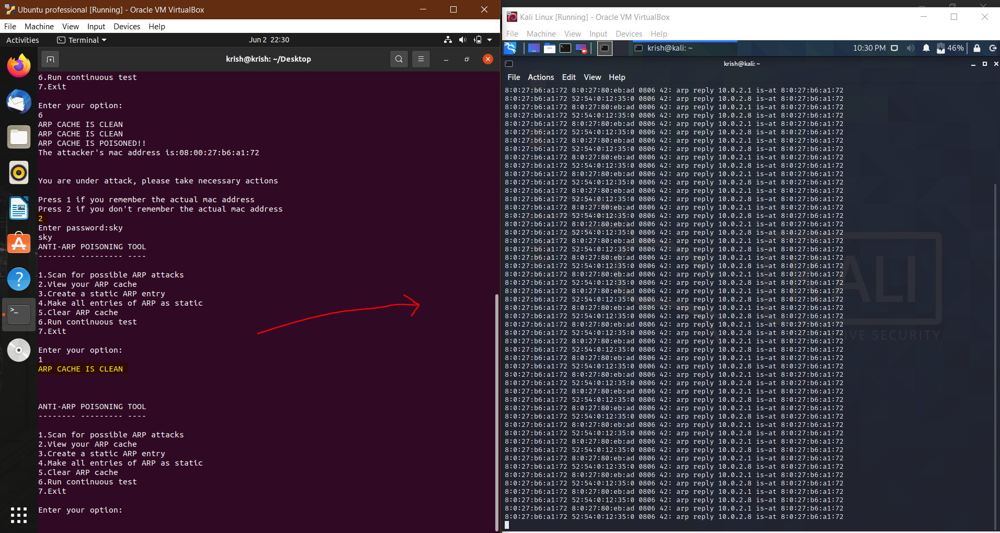 Ubuntu professional [Running] - Oracle VM VirtualBox
File Machine View Input Devices Help
Activities Terminal Jun 2 22:30
krish@krish: ~/Desktop
6.Run continuous test
7.Exit
Enter your option:
6
ARP CACHE IS CLEAN
ARP CACHE IS CLEAN
ARP CACHE IS POISONED!!
The attacker's mac address is:08:00:27:b6:a1:72
You are under attack, please take necessary actions
Press 1 if you remember the actual mac address
Press 2 if you don't remember the actual mac address
2
Enter password:sky
sky
ANTI-ARP POISONING TOOL
-------- --------- ----
1.Scan for possible ARP attacks
2.View your ARP cache
3.Create a static ARP entry
4.Make all entries of ARP as static
5.Clear ARP cache
6.Run continuous test
7.Exit
Enter your option:
1
ARP CACHE IS CLEAN
ANTI-ARP POISONING TOOL
-------- --------- ----
1.Scan for possible ARP attacks
2.View your ARP cache
3.Create a static ARP entry
4.Make all entries of ARP as static
5.Clear ARP cache
6.Run continuous test
7.Exit
Enter your option:
Kali Linux [Running] - Oracle VM VirtualBox
File Machine View Input Devices Help
krish@kali: ~ 10:30 PM 46%
krish@kali: ~
File Actions Edit View Help
8:0:27:b6:a1:72 8:0:27:80:eb:ad 0806 42: arp reply 10.0.2.1 is-at 8:0:27:b6:a1:72
8:0:27:b6:a1:72 52:54:0:12:35:0 0806 42: arp reply 10.0.2.8 is-at 8:0:27:b6:a1:72
8:0:27:b6:a1:72 8:0:27:80:eb:ad 0806 42: arp reply 10.0.2.1 is-at 8:0:27:b6:a1:72
8:0:27:b6:a1:72 52:54:0:12:35:0 0806 42: arp reply 10.0.2.8 is-at 8:0:27:b6:a1:72
8:0:27:b6:a1:72 8:0:27:80:eb:ad 0806 42: arp reply 10.0.2.1 is-at 8:0:27:b6:a1:72
8:0:27:b6:a1:72 52:54:0:12:35:0 0806 42: arp reply 10.0.2.8 is-at 8:0:27:b6:a1:72
8:0:27:b6:a1:72 8:0:27:80:eb:ad 0806 42: arp reply 10.0.2.1 is-at 8:0:27:b6:a1:72
8:0:27:b6:a1:72 52:54:0:12:35:0 0806 42: arp reply 10.0.2.8 is-at 8:0:27:b6:a1:72
8:0:27:b6:a1:72 8:0:27:80:eb:ad 0806 42: arp reply 10.0.2.1 is-at 8:0:27:b6:a1:72
8:0:27:b6:a1:72 52:54:0:12:35:0 0806 42: arp reply 10.0.2.8 is-at 8:0:27:b6:a1:72
8:0:27:b6:a1:72 8:0:27:80:eb:ad 0806 42: arp reply 10.0.2.1 is-at 8:0:27:b6:a1:72
8:0:27:b6:a1:72 52:54:0:12:35:0 0806 42: arp reply 10.0.2.8 is-at 8:0:27:b6:a1:72
8:0:27:b6:a1:72 8:0:27:80:eb:ad 0806 42: arp reply 10.0.2.1 is-at 8:0:27:b6:a1:72
8:0:27:b6:a1:72 52:54:0:12:35:0 0806 42: arp reply 10.0.2.8 is-at 8:0:27:b6:a1:72
8:0:27:b6:a1:72 8:0:27:80:eb:ad 0806 42: arp reply 10.0.2.1 is-at 8:0:27:b6:a1:72
8:0:27:b6:a1:72 52:54:0:12:35:0 0806 42: arp reply 10.0.2.8 is-at 8:0:27:b6:a1:72
8:0:27:b6:a1:72 8:0:27:80:eb:ad 0806 42: arp reply 10.0.2.1 is-at 8:0:27:b6:a1:72
8:0:27:b6:a1:72 52:54:0:12:35:0 0806 42: arp reply 10.0.2.8 is-at 8:0:27:b6:a1:72
8:0:27:b6:a1:72 8:0:27:80:eb:ad 0806 42: arp reply 10.0.2.1 is-at 8:0:27:b6:a1:72
8:0:27:b6:a1:72 52:54:0:12:35:0 0806 42: arp reply 10.0.2.8 is-at 8:0:27:b6:a1:72
8:0:27:b6:a1:72 8:0:27:80:eb:ad 0806 42: arp reply 10.0.2.1 is-at 8:0:27:b6:a1:72
8:0:27:b6:a1:72 52:54:0:12:35:0 0806 42: arp reply 10.0.2.8 is-at 8:0:27:b6:a1:72
8:0:27:b6:a1:72 8:0:27:80:eb:ad 0806 42: arp reply 10.0.2.1 is-at 8:0:27:b6:a1:72
8:0:27:b6:a1:72 52:54:0:12:35:0 0806 42: arp reply 10.0.2.8 is-at 8:0:27:b6:a1:72
8:0:27:b6:a1:72 8:0:27:80:eb:ad 0806 42: arp reply 10.0.2.1 is-at 8:0:27:b6:a1:72
8:0:27:b6:a1:72 52:54:0:12:35:0 0806 42: arp reply 10.0.2.8 is-at 8:0:27:b6:a1:72
8:0:27:b6:a1:72 8:0:27:80:eb:ad 0806 42: arp reply 10.0.2.1 is-at 8:0:27:b6:a1:72
8:0:27:b6:a1:72 52:54:0:12:35:0 0806 42: arp reply 10.0.2.8 is-at 8:0:27:b6:a1:72
8:0:27:b6:a1:72 8:0:27:80:eb:ad 0806 42: arp reply 10.0.2.1 is-at 8:0:27:b6:a1:72
8:0:27:b6:a1:72 52:54:0:12:35:0 0806 42: arp reply 10.0.2.8 is-at 8:0:27:b6:a1:72
8:0:27:b6:a1:72 8:0:27:80:eb:ad 0806 42: arp reply 10.0.2.1 is-at 8:0:27:b6:a1:72
8:0:27:b6:a1:72 52:54:0:12:35:0 0806 42: arp reply 10.0.2.8 is-at 8:0:27:b6:a1:72
8:0:27:b6:a1:72 8:0:27:80:eb:ad 0806 42: arp reply 10.0.2.1 is-at 8:0:27:b6:a1:72
8:0:27:b6:a1:72 52:54:0:12:35:0 0806 42: arp reply 10.0.2.8 is-at 8:0:27:b6:a1:72
8:0:27:b6:a1:72 8:0:27:80:eb:ad 0806 42: arp reply 10.0.2.1 is-at 8:0:27:b6:a1:72
8:0:27:b6:a1:72 52:54:0:12:35:0 0806 42: arp reply 10.0.2.8 is-at 8:0:27:b6:a1:72
8:0:27:b6:a1:72 8:0:27:80:eb:ad 0806 42: arp reply 10.0.2.1 is-at 8:0:27:b6:a1:72
8:0:27:b6:a1:72 52:54:0:12:35:0 0806 42: arp reply 10.0.2.8 is-at 8:0:27:b6:a1:72
8:0:27:b6:a1:72 8:0:27:80:eb:ad 0806 42: arp reply 10.0.2.1 is-at 8:0:27:b6:a1:72
8:0:27:b6:a1:72 52:54:0:12:35:0 0806 42: arp reply 10.0.2.8 is-at 8:0:27:b6:a1:72
8:0:27:b6:a1:72 8:0:27:80:eb:ad 0806 42: arp reply 10.0.2.1 is-at 8:0:27:b6:a1:72
8:0:27:b6:a1:72 52:54:0:12:35:0 0806 42: arp reply 10.0.2.8 is-at 8:0:27:b6:a1:72
8:0:27:b6:a1:72 8:0:27:80:eb:ad 0806 42: arp reply 10.0.2.1 is-at 8:0:27:b6:a1:72
8:0:27:b6:a1:72 52:54:0:12:35:0 0806 42: arp reply 10.0.2.8 is-at 8:0:27:b6:a1:72
8:0:27:b6:a1:72 8:0:27:80:eb:ad 0806 42: arp reply 10.0.2.1 is-at 8:0:27:b6:a1:72
8:0:27:b6:a1:72 52:54:0:12:35:0 0806 42: arp reply 10.0.2.8 is-at 8:0:27:b6:a1:72
8:0:27:b6:a1:72 8:0:27:80:eb:ad 0806 42: arp reply 10.0.2.1 is-at 8:0:27:b6:a1:72
8:0:27:b6:a1:72 52:54:0:12:35:0 0806 42: arp reply 10.0.2.8 is-at 8:0:27:b6:a1:72
8:0:27:b6:a1:72 8:0:27:80:eb:ad 0806 42: arp reply 10.0.2.1 is-at 8:0:27:b6:a1:72
8:0:27:b6:a1:72 52:54:0:12:35:0 0806 42: arp reply 10.0.2.8 is-at 8:0:27:b6:a1:72
8:0:27:b6:a1:72 8:0:27:80:eb:ad 0806 42: arp reply 10.0.2.1 is-at 8:0:27:b6:a1:72
8:0:27:b6:a1:72 52:54:0:12:35:0 0806 42: arp reply 10.0.2.8 is-at 8:0:27:b6:a1:72
SECURITY